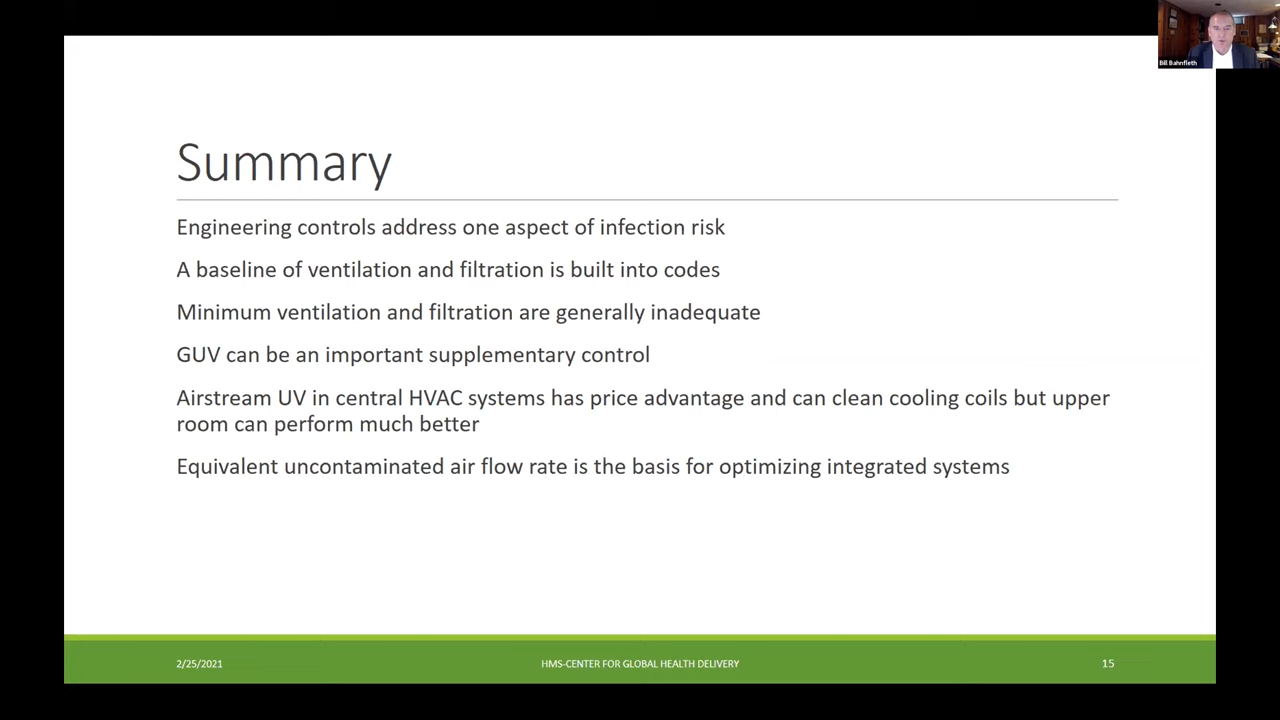 Bill Bahnfleth
Summary
Engineering controls address one aspect of infection risk
A baseline of ventilation and filtration is built into codes
Minimum ventilation and filtration are generally inadequate
GUV can be an important supplementary control
Airstream UV in central HVAC systems has price advantage and can clean cooling coils but upper
room can perform much better
Equivalent uncontaminated air flow rate is the basis for optimizing integrated systems
2/25/2021
HMS-CENTER FOR GLOBAL HEALTH DELIVERY
15